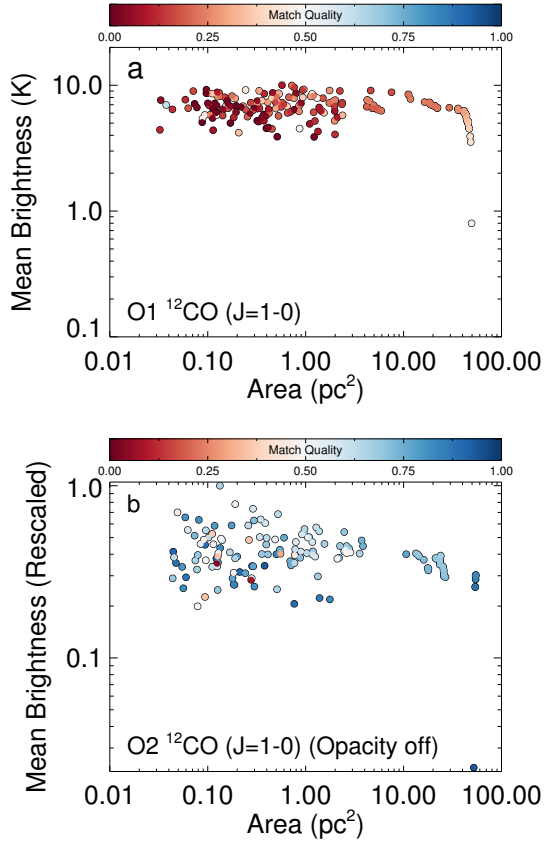 Match Quality
0.00 0.25 0.50 0.75 1.00
a
10.0
1.0
0.1
Mean Brightness (K)
O1 ¹²CO (J=1-0)
0.01 0.10 1.00 10.00 100.00
Area (pc²)
Match Quality
0.00 0.25 0.50 0.75 1.00
b
1.0
0.1
Mean Brightness (Rescaled)
O2 ¹²CO (J=1-0) (Opacity off)
0.01 0.10 1.00 10.00 100.00
Area (pc²)